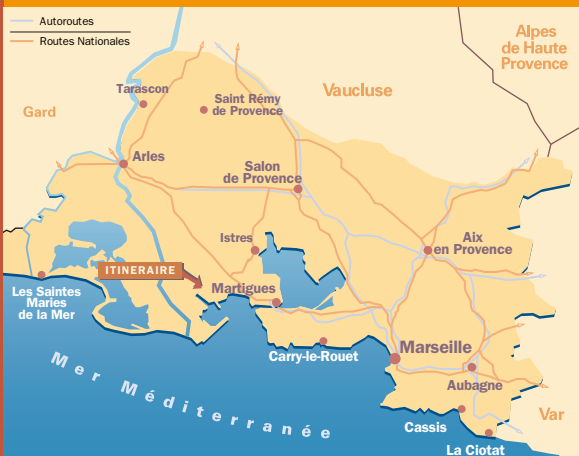 Autoroutes
Routes Nationales
Alpes
de Haute
Provence
Tarascon
Saint Rémy
de Provence
Vaucluse
Gard
Arles
Salon
de Provence
Istres
Aix
en Provence
ITINERAIRE
Martigues
Les Saintes
Maries
de la Mer
Carry-le-Rouet
Marseille
Aubagne
Mer Méditerranée
Cassis
Var
La Ciotat